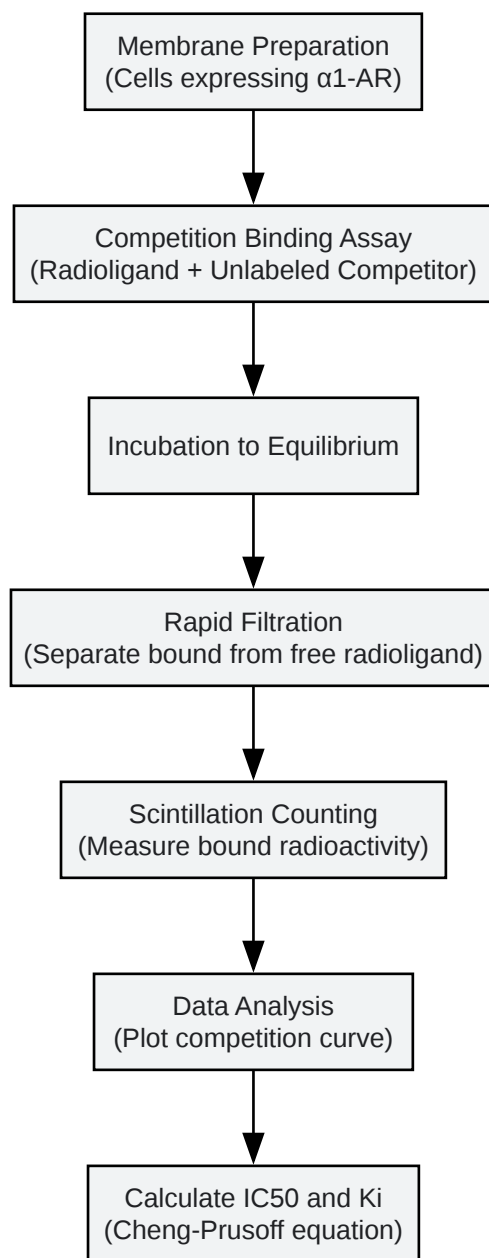 Membrane Preparation
(Cells expressing α1-AR)
Competition Binding Assay
(Radioligand + Unlabeled Competitor)
Incubation to Equilibrium
Rapid Filtration
(Separate bound from free radioligand)
Scintillation Counting
(Measure bound radioactivity)
Data Analysis
(Plot competition curve)
Calculate IC50 and Ki
(Cheng-Prusoff equation)